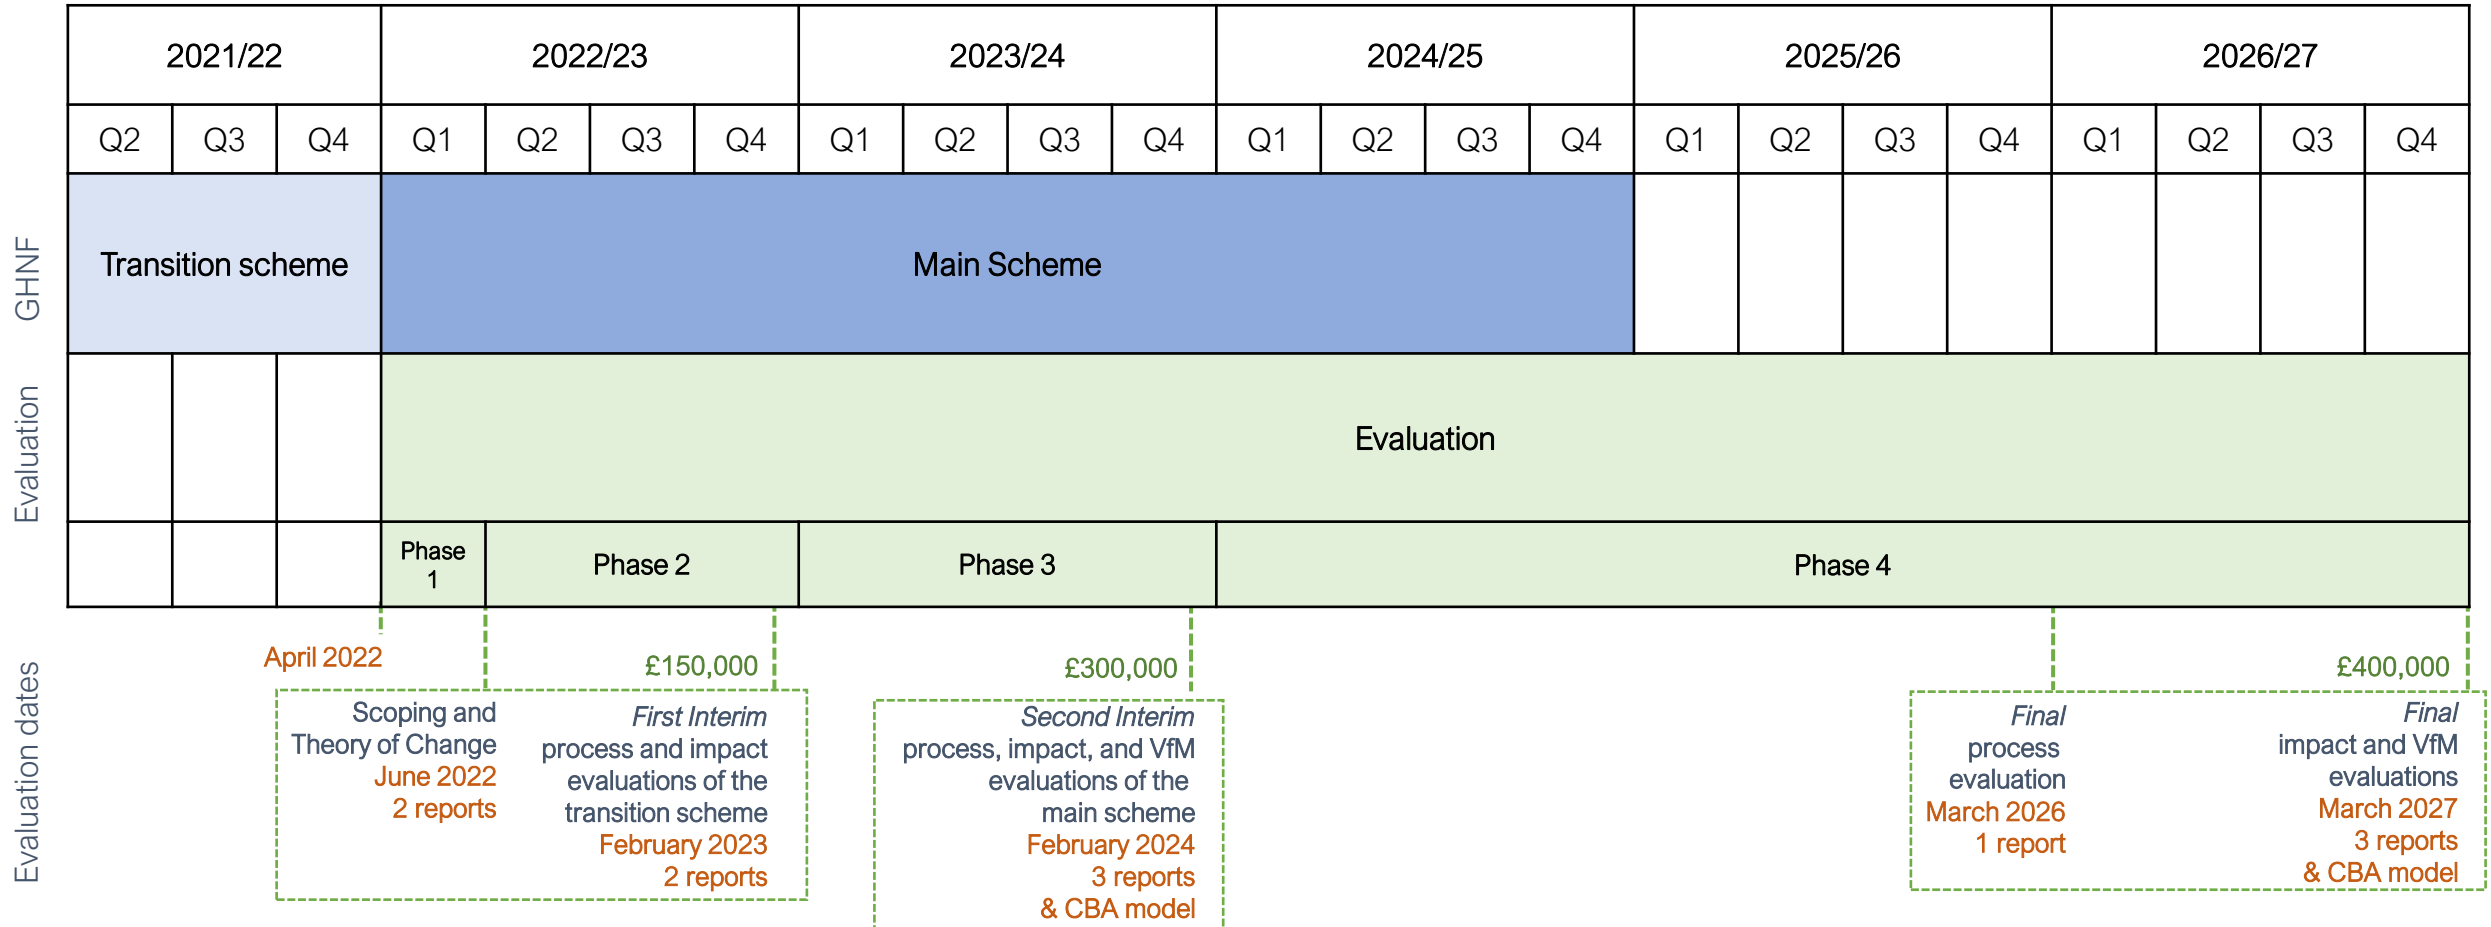 2021/22 2022/23 2023/24 2024/25 2025/26 2026/27
Q2 Q3 Q4 Q1 Q2 Q3 Q4 Q1 Q2 Q3 Q4 Q1 Q2 Q3 Q4 Q1 Q2 Q3 Q4 Q1 Q2 Q3 Q4
GHNF
Transition scheme
Main Scheme
Evaluation
Evaluation
Phase
1
Phase 2
Phase 3
Phase 4
Evaluation dates
April 2022
Scoping and
Theory of Change
June 2022
2 reports
£150,000
First Interim
process and impact
evaluations of the
transition scheme
February 2023
2 reports
£300,000
Second Interim
process, impact, and VfM
evaluations of the
main scheme
February 2024
3 reports
& CBA model
Final
process
evaluation
March 2026
1 report
£400,000
Final
impact and VfM
evaluations
March 2027
3 reports
& CBA model